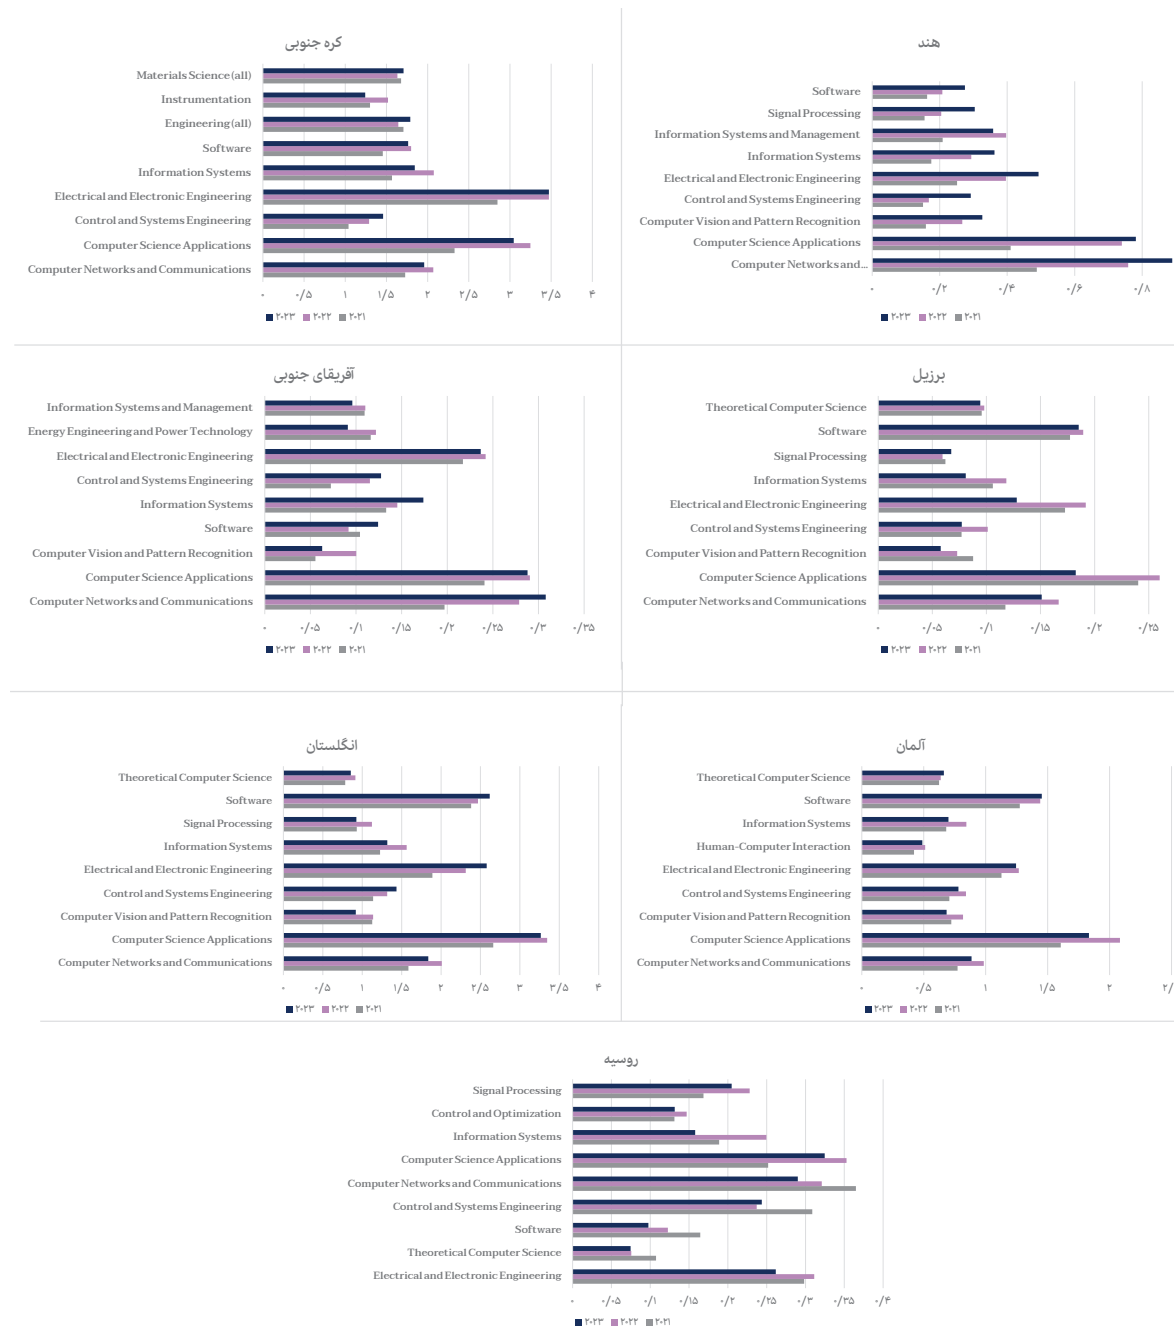 کره جنوبی
Materials Science (all)
Instrumentation
Engineering (all)
Software
Information Systems
Electrical and Electronic Engineering
Control and Systems Engineering
Computer Science Applications
Computer Networks and Communications
۰ ۰/۵ ۱ ۱/۵ ۲ ۲/۵ ۳ ۳/۵ ۴
۲۰۲۳ ۲۰۲۲ ۲۰۲۱
هند
Software
Signal Processing
Information Systems and Management
Information Systems
Electrical and Electronic Engineering
Control and Systems Engineering
Computer Vision and Pattern Recognition
Computer Science Applications
Computer Networks and...
۰ ۰/۲ ۰/۴ ۰/۶ ۰/۸
۲۰۲۳ ۲۰۲۲ ۲۰۲۱
آفریقای جنوبی
Information Systems and Management
Energy Engineering and Power Technology
Electrical and Electronic Engineering
Control and Systems Engineering
Information Systems
Software
Computer Vision and Pattern Recognition
Computer Science Applications
Computer Networks and Communications
۰ ۰/۰۵ ۰/۱ ۰/۱۵ ۰/۲ ۰/۲۵ ۰/۳ ۰/۳۵
۲۰۲۳ ۲۰۲۲ ۲۰۲۱
برزیل
Theoretical Computer Science
Software
Signal Processing
Information Systems
Electrical and Electronic Engineering
Control and Systems Engineering
Computer Vision and Pattern Recognition
Computer Science Applications
Computer Networks and Communications
۰ ۰/۰۵ ۰/۱ ۰/۱۵ ۰/۲ ۰/۲۵
۲۰۲۳ ۲۰۲۲ ۲۰۲۱
انگلستان
Theoretical Computer Science
Software
Signal Processing
Information Systems
Electrical and Electronic Engineering
Control and Systems Engineering
Computer Vision and Pattern Recognition
Computer Science Applications
Computer Networks and Communications
۰ ۰/۵ ۱ ۱/۵ ۲ ۲/۵ ۳ ۳/۵ ۴
۲۰۲۳ ۲۰۲۲ ۲۰۲۱
آلمان
Theoretical Computer Science
Software
Information Systems
Human-Computer Interaction
Electrical and Electronic Engineering
Control and Systems Engineering
Computer Vision and Pattern Recognition
Computer Science Applications
Computer Networks and Communications
۰ ۰/۵ ۱ ۱/۵ ۲ ۲/
۲۰۲۳ ۲۰۲۲ ۲۰۲۱
روسیه
Signal Processing
Control and Optimization
Information Systems
Computer Science Applications
Computer Networks and Communications
Control and Systems Engineering
Software
Theoretical Computer Science
Electrical and Electronic Engineering
۰ ۰/۰۵ ۰/۱ ۰/۱۵ ۰/۲ ۰/۲۵ ۰/۳ ۰/۳۵ ۰/۴
۲۰۲۳ ۲۰۲۲ ۲۰۲۱